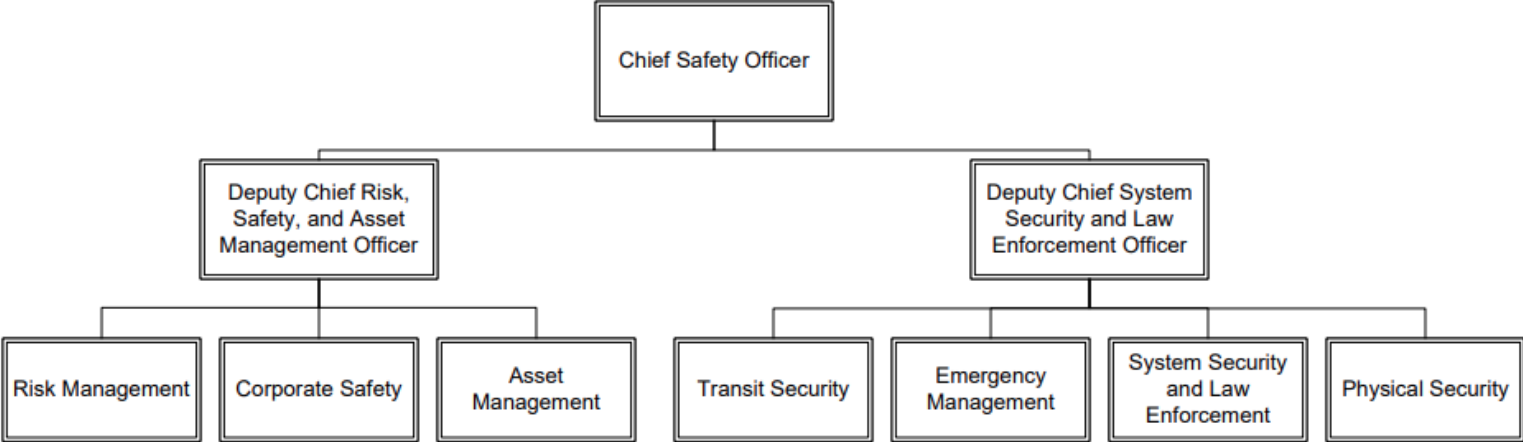 Chief Safety Officer
Deputy Chief Risk,
Safety, and Asset
Management Officer
Deputy Chief System
Security and Law
Enforcement Officer
Risk Management
Corporate Safety
Asset
Management
Transit Security
Emergency
Management
System Security
and Law
Enforcement
Physical Security